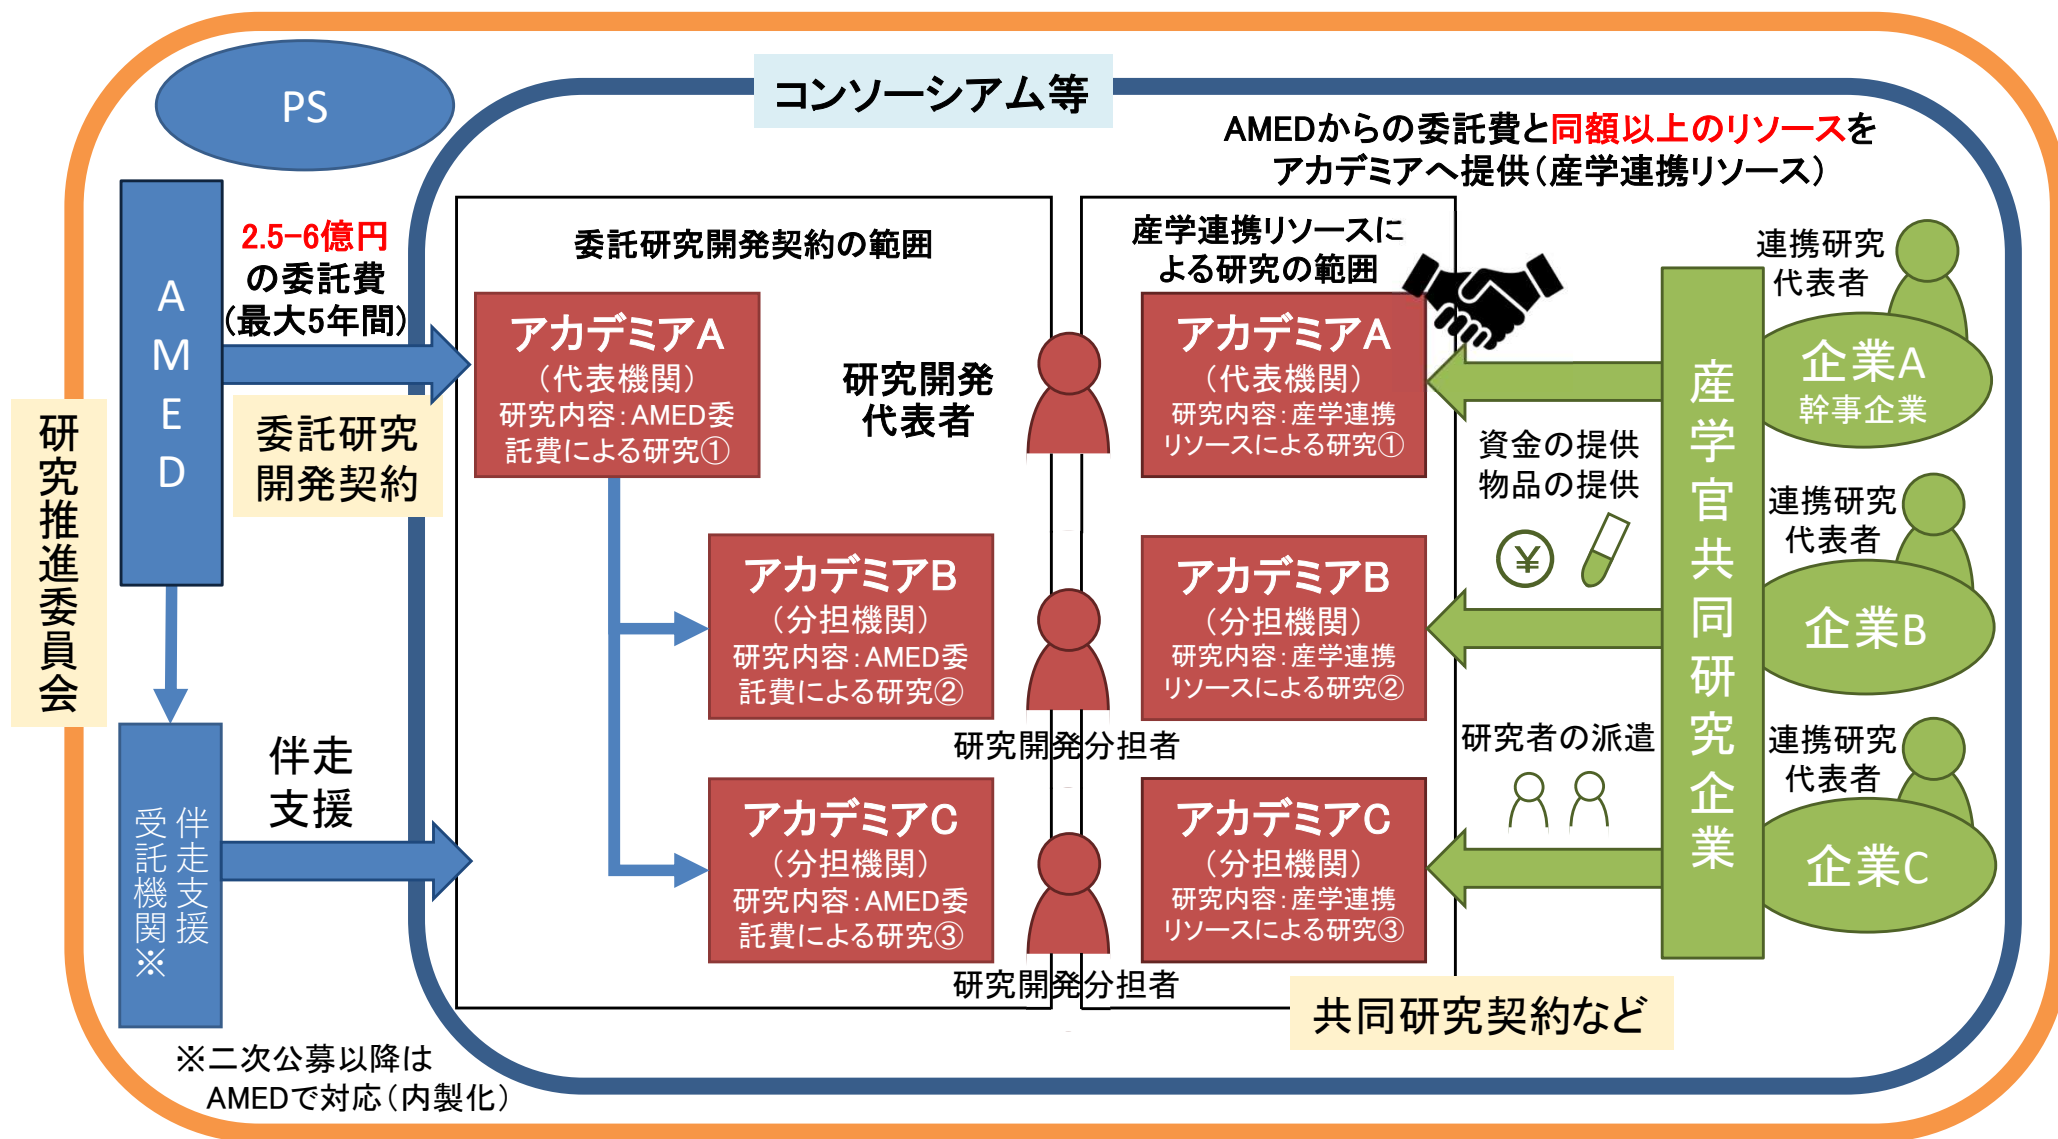 PS
コンソーシアム等
AMEDからの委託費と同額以上のリソースを
アカデミアへ提供（産学連携リソース）
研究推進委員会
AMED
2.5-6億円
の委託費
（最大5年間）
委託研究
開発契約
伴走支援
受託機関※
伴走
支援
※二次公募以降は
AMEDで対応（内製化）
委託研究開発契約の範囲
アカデミアA
（代表機関）
研究内容：AMED委
託費による研究①
研究開発
代表者
アカデミアB
（分担機関）
研究内容：AMED委
託費による研究②
研究開発分担者
アカデミアC
（分担機関）
研究内容：AMED委
託費による研究③
研究開発分担者
産学連携リソースに
よる研究の範囲
アカデミアA
（代表機関）
研究内容：産学連携
リソースによる研究①
アカデミアB
（分担機関）
研究内容：産学連携
リソースによる研究②
アカデミアC
（分担機関）
研究内容：産学連携
リソースによる研究③
共同研究契約など
資金の提供
物品の提供
¥
研究者の派遣
産学官共同研究企業
連携研究
代表者
企業A
幹事企業
連携研究
代表者
企業B
連携研究
代表者
企業C